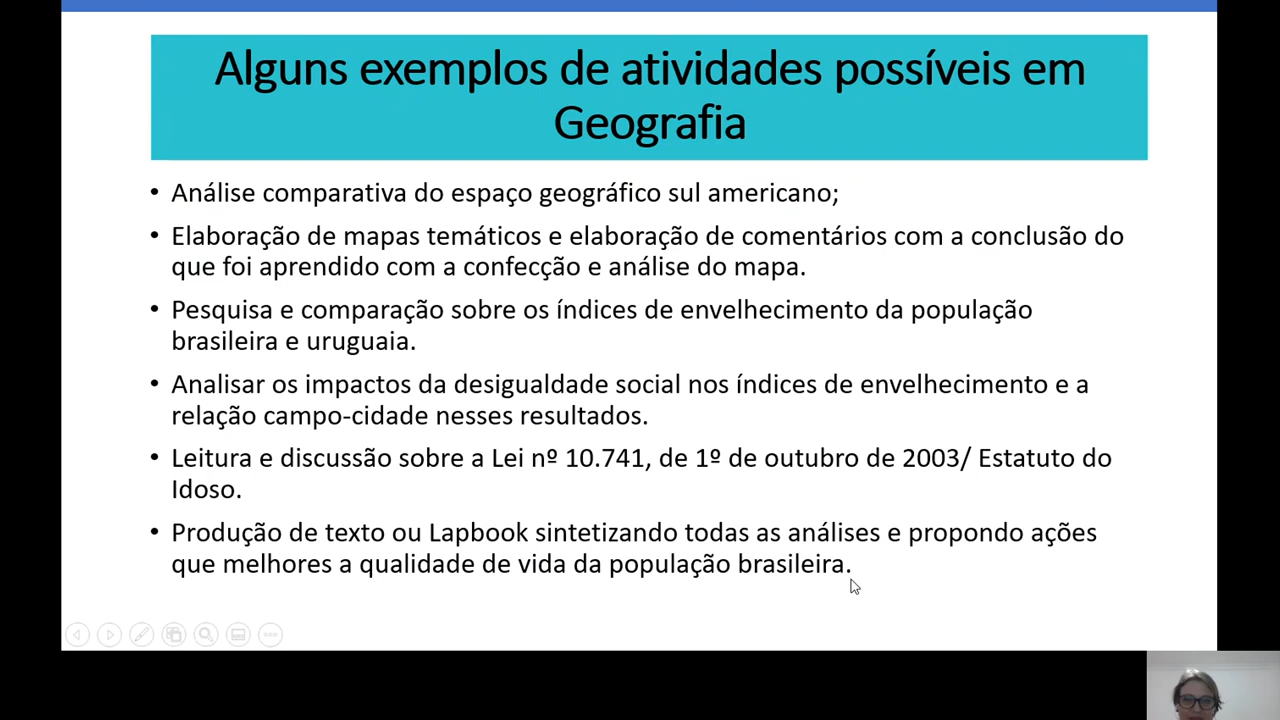 Alguns exemplos de atividades possíveis em
Geografia
• Análise comparativa do espaço geográfico sul americano;
• Elaboração de mapas temáticos e elaboração de comentários com a conclusão do
que foi aprendido com a confecção e análise do mapa.
• Pesquisa e comparação sobre os índices de envelhecimento da população
brasileira e uruguaia.
• Analisar os impactos da desigualdade social nos índices de envelhecimento e a
relação campo-cidade nesses resultados.
• Leitura e discussão sobre a Lei nº 10.741, de 1º de outubro de 2003/ Estatuto do
Idoso.
• Produção de texto ou Lapbook sintetizando todas as análises e propondo ações
que melhores a qualidade de vida da população brasileira.